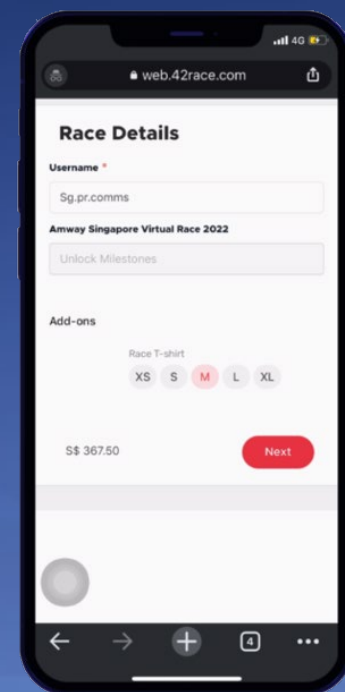 4G
web.42race.com
Race Details
Username *
Sg.pr.comms
Amway Singapore Virtual Race 2022
Unlock Milestones
Add-ons
Race T-shirt
XS S M L XL
S$ 367.50
Next
4